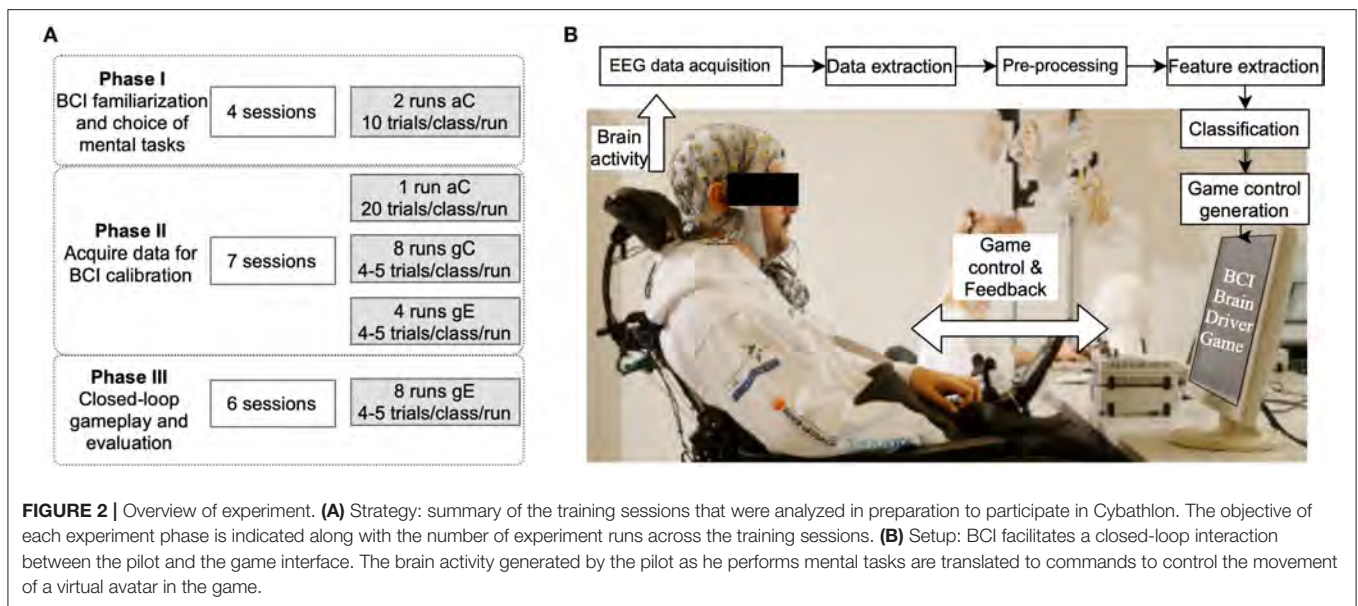 A
Phase I
BCI familiarization
and choice of
mental tasks
4 sessions
2 runs aC
10 trials/class/run
Phase II
Acquire data for
BCI calibration
7 sessions
1 run aC
20 trials/class/run
8 runs gC
4-5 trials/class/run
4 runs gE
4-5 trials/class/run
Phase III
Closed-loop
gameplay and
evaluation
6 sessions
8 runs gE
4-5 trials/class/run
B
EEG data acquisition
Data extraction
Pre-processing
Feature extraction
Classification
Game control
generation
Brain
activity
Game
control &
Feedback
BCI
Brain
Driver
Game
FIGURE 2 | Overview of experiment. (A) Strategy: summary of the training sessions that were analyzed in preparation to participate in Cybathlon. The objective of
each experiment phase is indicated along with the number of experiment runs across the training sessions. (B) Setup: BCI facilitates a closed-loop interaction
between the pilot and the game interface. The brain activity generated by the pilot as he performs mental tasks are translated to commands to control the movement
of a virtual avatar in the game.